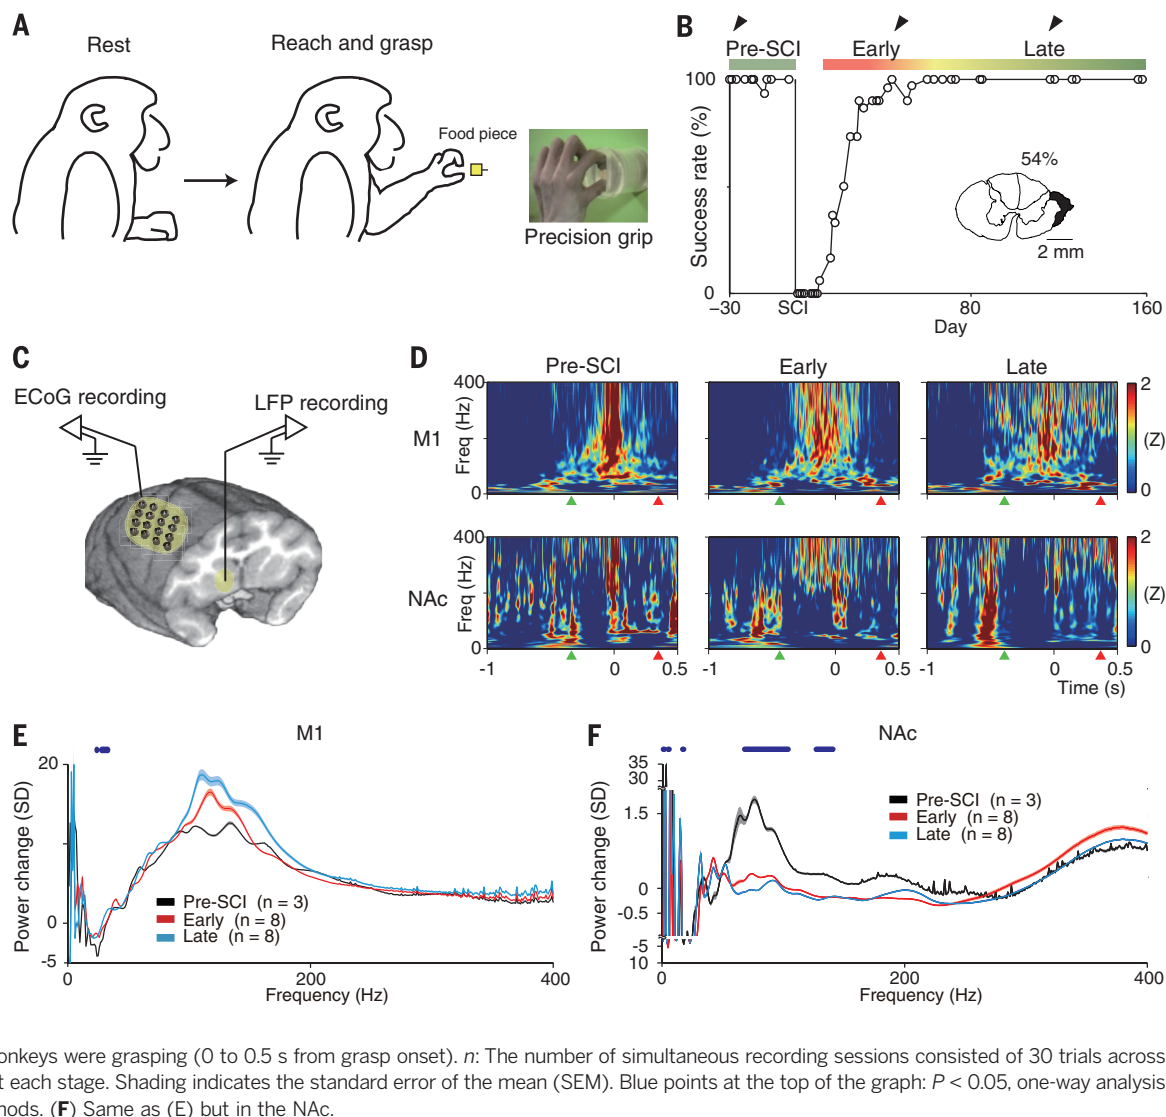 A
Rest
Reach and grasp
Food piece
Precision grip
B
Pre-SCI
Early
Late
100
Success rate (%)
0
54%
2 mm
−30
SCI
80
160
Day
C
ECoG recording
LFP recording
D
Pre-SCI
Early
Late
M1
400
Freq (Hz)
0
2
(Z)
0
NAc
400
Freq (Hz)
0
2
(Z)
0
-1
0
0.5
-1
0
0.5
-1
0
0.5
Time (s)
E
M1
20
Power change (SD)
0
-5
Pre-SCI (n = 3)
Early (n = 8)
Late (n = 8)
0
200
400
Frequency (Hz)
F
NAc
35
30
1.5
Power change (SD)
0
-0.5
-5
10
Pre-SCI (n = 3)
Early (n = 8)
Late (n = 8)
0
200
400
Frequency (Hz)
onkeys were grasping (0 to 0.5 s from grasp onset). n: The number of simultaneous recording sessions consisted of 30 trials across
t each stage. Shading indicates the standard error of the mean (SEM). Blue points at the top of the graph: P < 0.05, one-way analysis
nods. (F) Same as (E) but in the NAc.